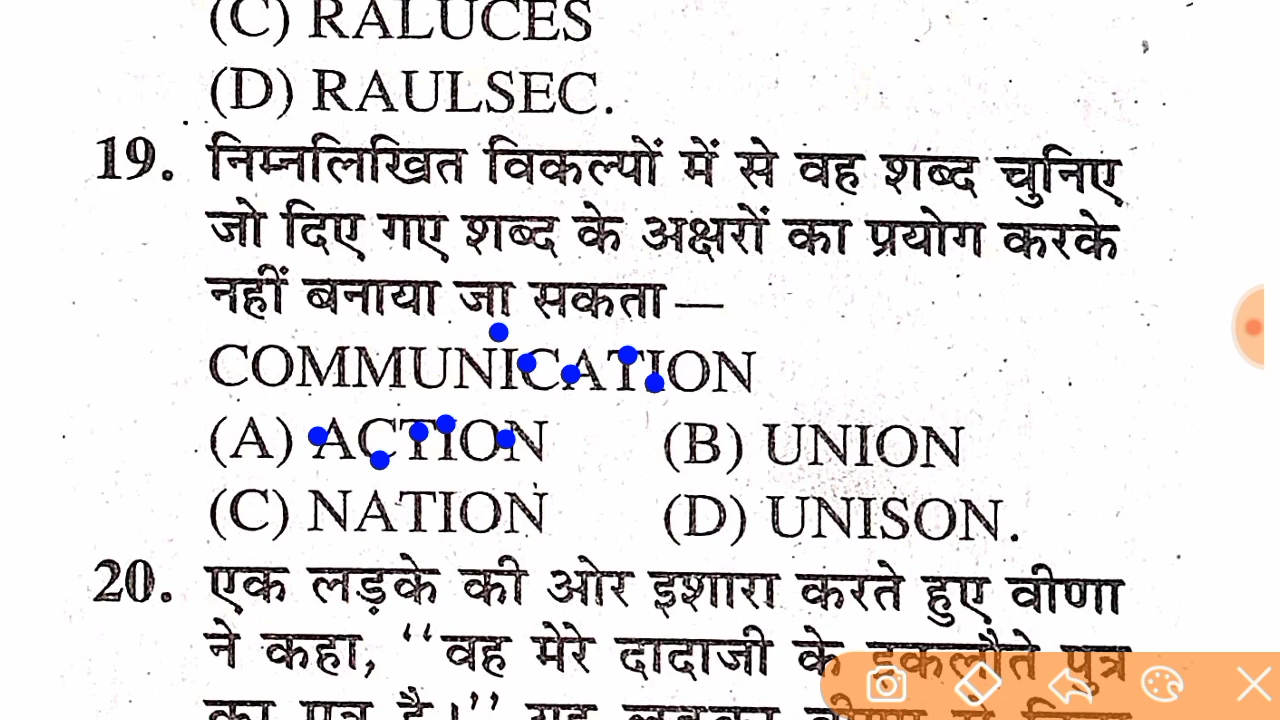 (C) RALUCES
(D) RAULSEC.
19. निम्नलिखित विकल्पों में से वह शब्द चुनिए
जो दिए गए शब्द के अक्षरों का प्रयोग करके
नहीं बनाया जा सकता—
COMMUNICATION
(A) ACTION (B) UNION
(C) NATION (D) UNISON.
20. एक लड़के की ओर इशारा करते हुए वीणा
ने कहा, “वह मेरे दादाजी के इकलौते पुत्र
का पुत्र है।”